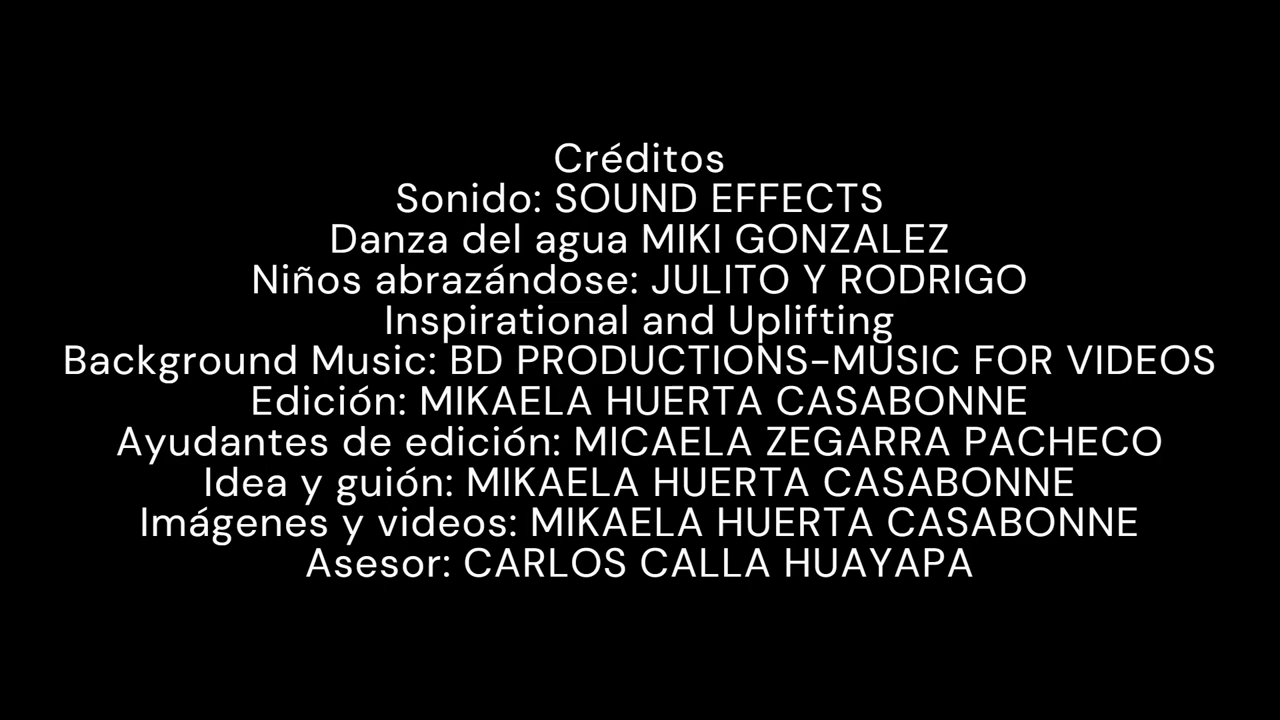 Créditos
Sonido: SOUND EFFECTS
Danza del agua MIKI GONZALEZ
Niños abrazándose: JULITO Y RODRIGO
Inspirational and Uplifting
Background Music: BD PRODUCTIONS-MUSIC FOR VIDEOS
Edición: MIKAELA HUERTA CASABONNE
Ayudantes de edición: MICAELA ZEGARRA PACHECO
Idea y guión: MIKAELA HUERTA CASABONNE
Imágenes y videos: MIKAELA HUERTA CASABONNE
Asesor: CARLOS CALLA HUAYAPA